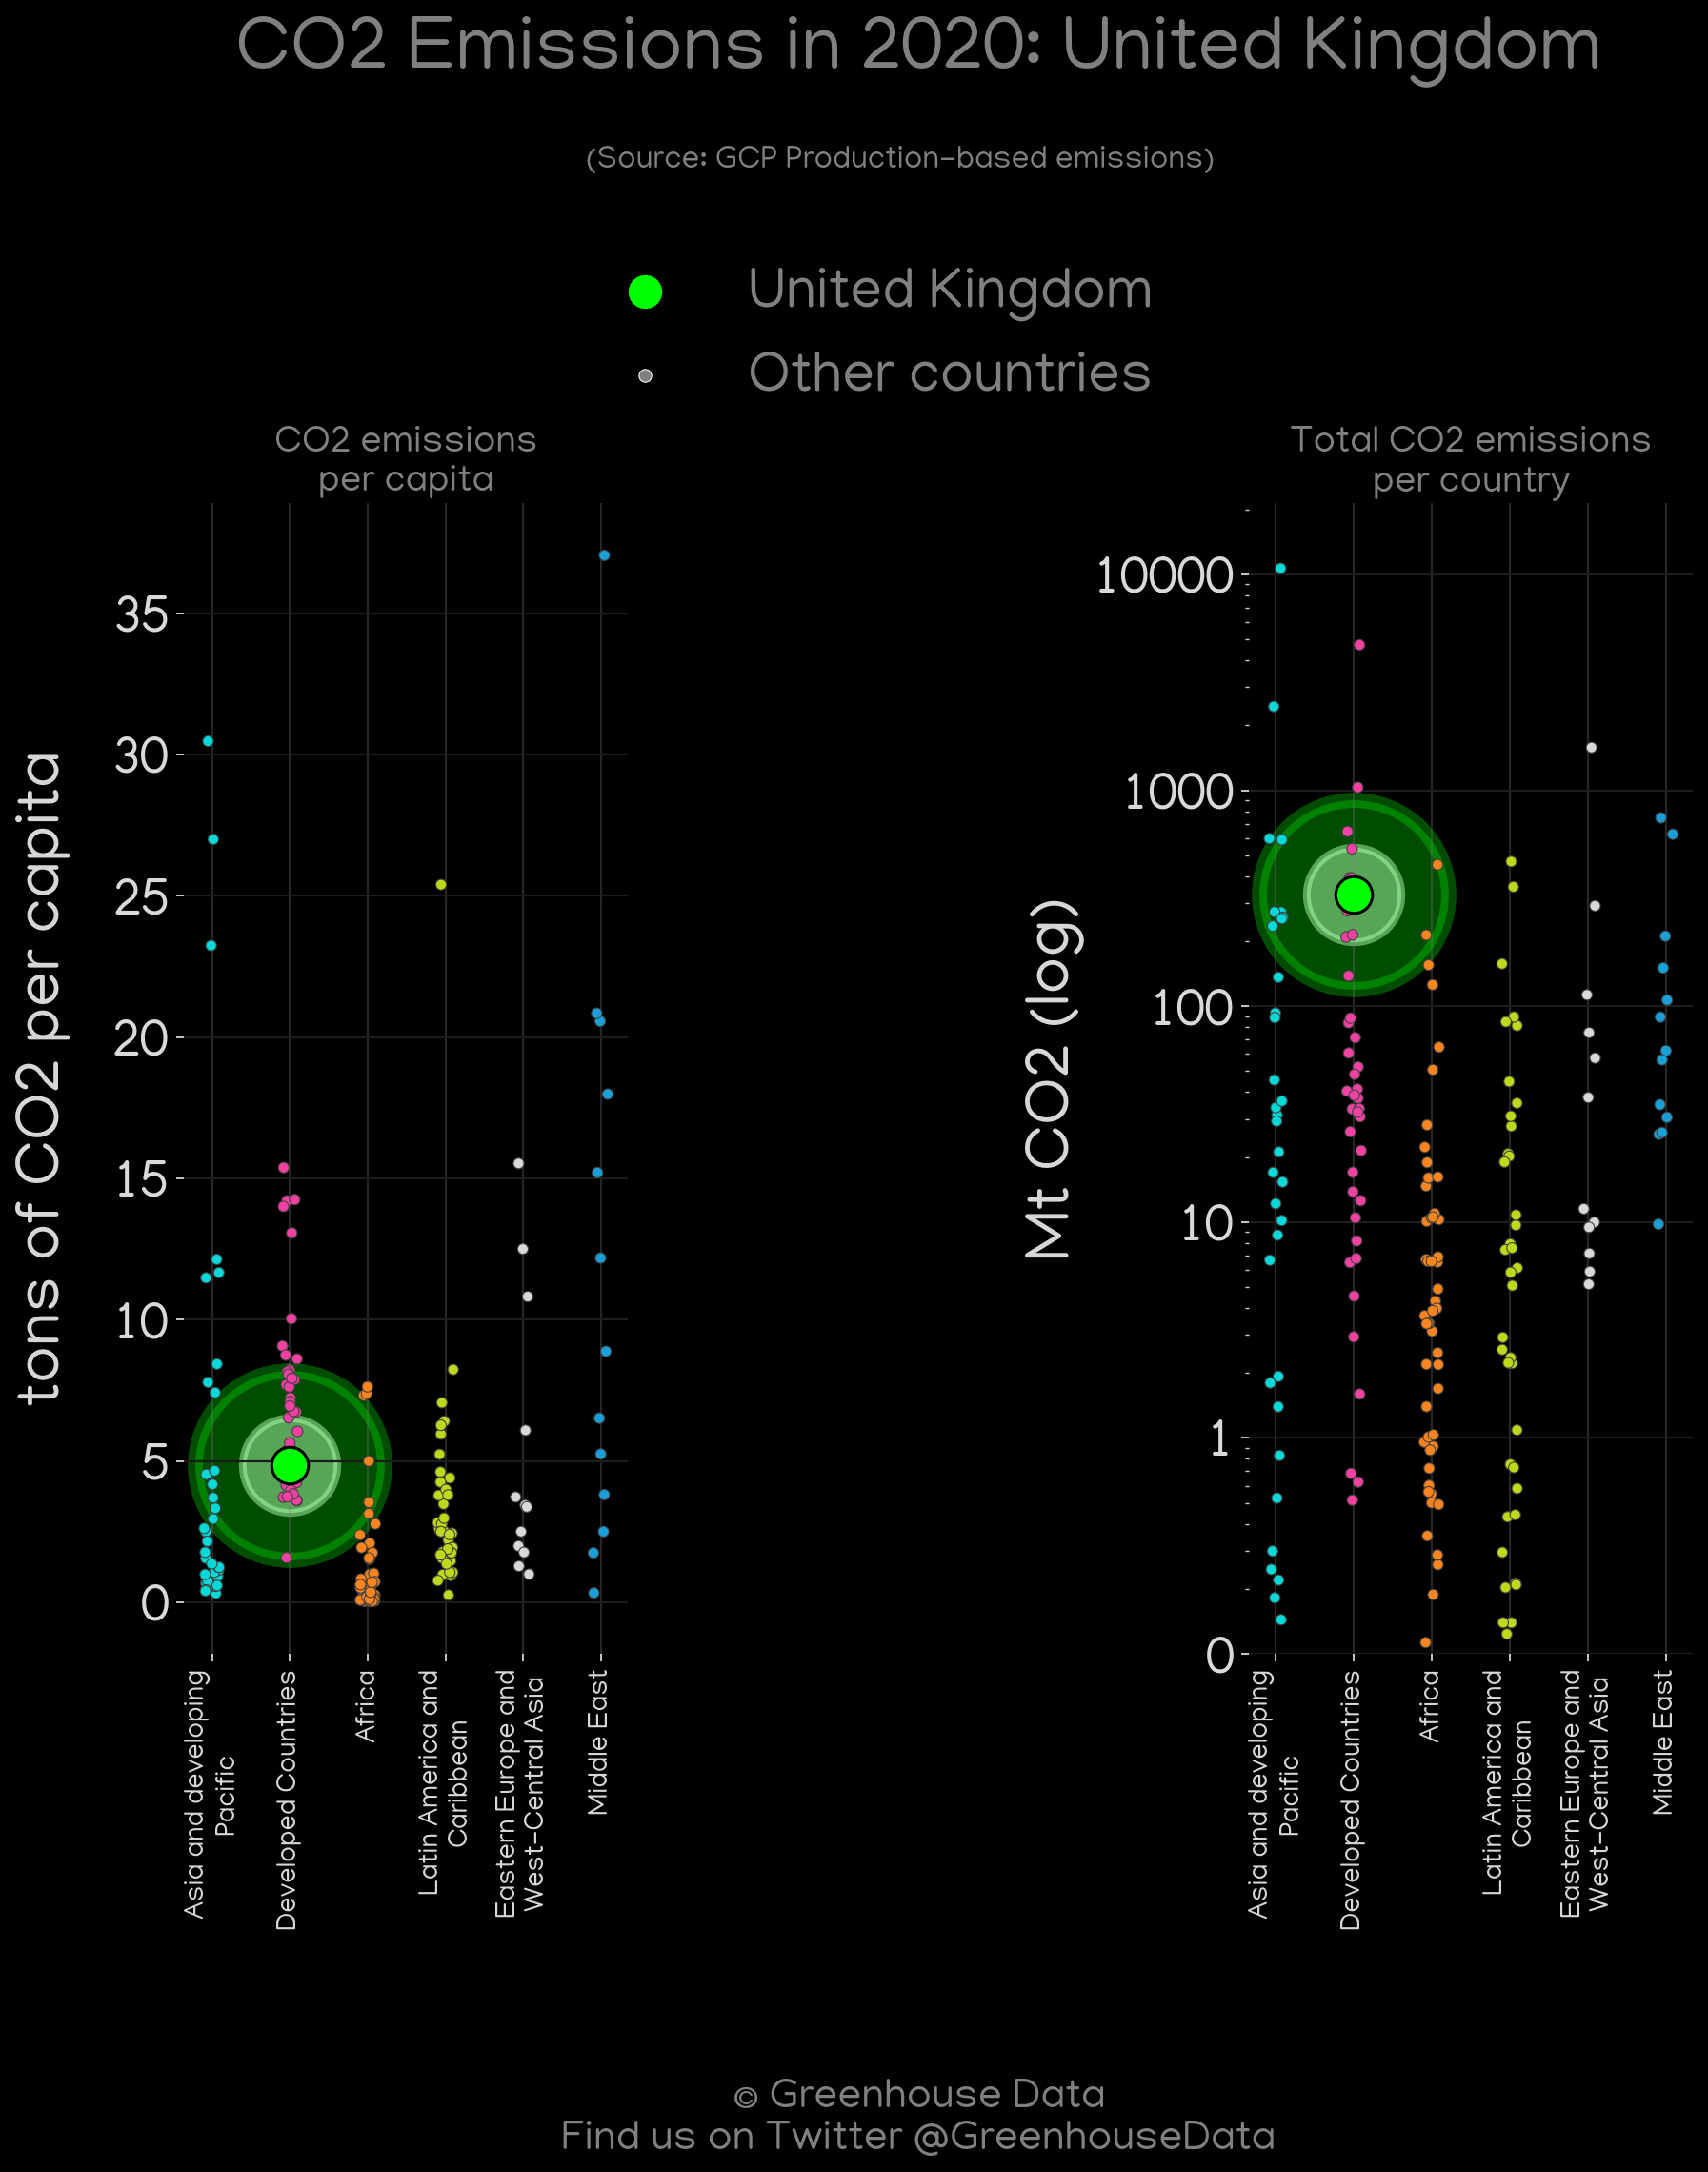 CO2 Emissions in 2020: United Kingdom
(Source: GCP Production-based emissions)
United Kingdom
Other countries
CO2 emissions
per capita
tons of CO2 per capita
35
30
25
20
15
10
5
0
Asia and developing
Pacific
Developed Countries
Africa
Latin America and
Caribbean
Eastern Europe and
West-Central Asia
Middle East
Total CO2 emissions
per country
Mt CO2 (log)
10000
1000
100
10
1
0
Asia and developing
Pacific
Developed Countries
Africa
Latin America and
Caribbean
Eastern Europe and
West-Central Asia
Middle East
© Greenhouse Data
Find us on Twitter @GreenhouseData